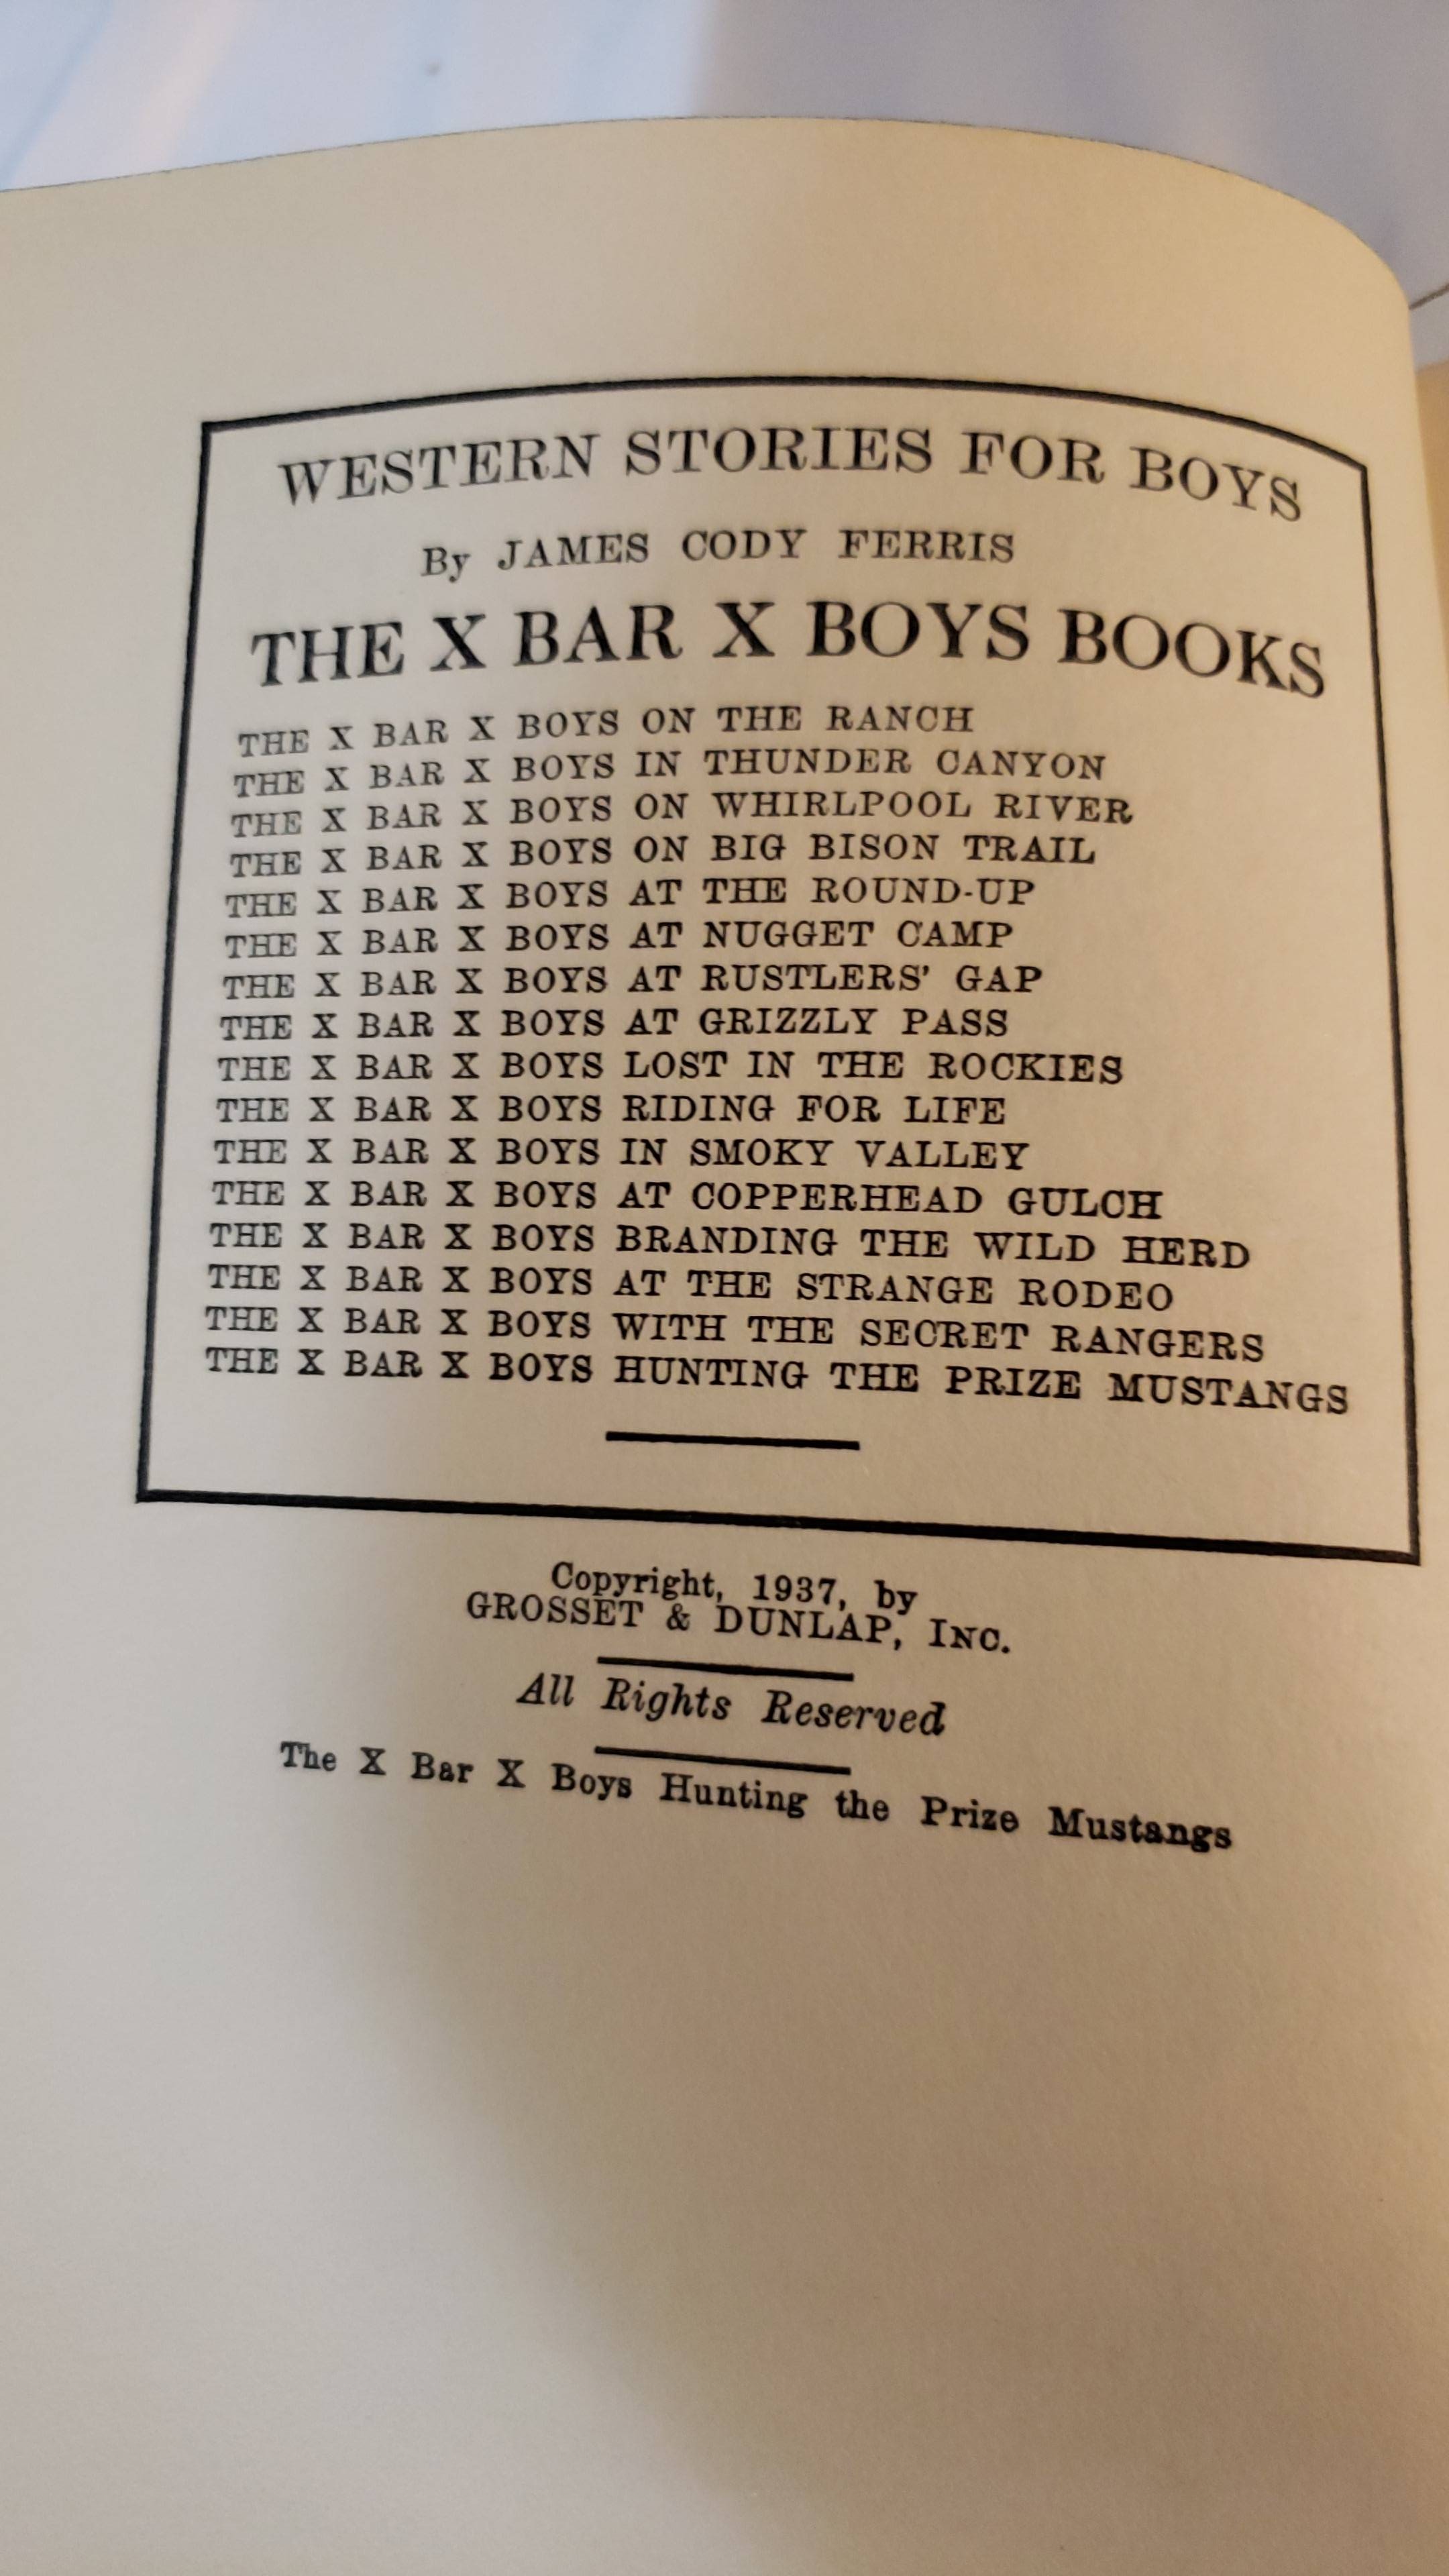 WESTERN STORIES FOR BOYS
By JAMES CODY FERRIS
THE X BAR X BOYS BOOKS
THE X BAR X BOYS ON THE RANCH
THE X BAR X BOYS IN THUNDER CANYON
THE X BAR X BOYS ON WHIRLPOOL RIVER
THE X BAR X BOYS ON BIG BISON TRAIL
THE X BAR X BOYS AT THE ROUND-UP
THE X BAR X BOYS AT NUGGET CAMP
THE X BAR X BOYS AT RUSTLERS' GAP
THE X BAR X BOYS AT GRIZZLY PASS
THE X BAR X BOYS LOST IN THE ROCKIES
THE X BAR X BOYS RIDING FOR LIFE
THE X BAR X BOYS IN SMOKY VALLEY
THE X BAR X BOYS AT COPPERHEAD GULCH
THE X BAR X BOYS BRANDING THE WILD HERD
THE X BAR X BOYS AT THE STRANGE RODEO
THE X BAR X BOYS WITH THE SECRET RANGERS
THE X BAR X BOYS HUNTING THE PRIZE MUSTANGS
Copyright, 1937, by
GROSSET & DUNLAP, INC.
All Rights Reserved
The X Bar X Boys Hunting the Prize Mustangs